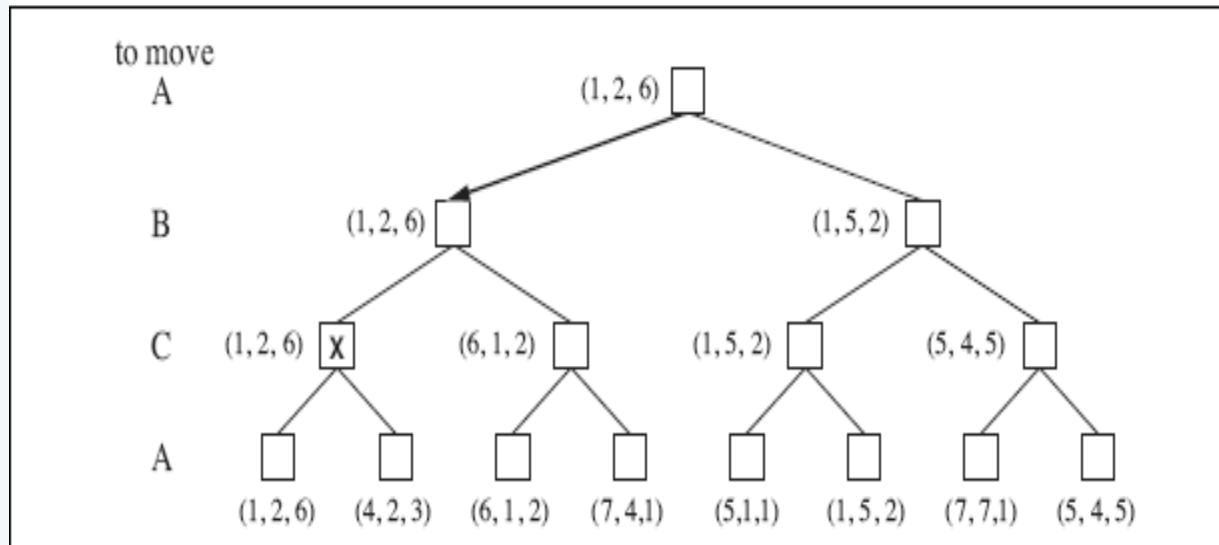 to move
A (1, 2, 6)
B (1, 2, 6) (1, 5, 2)
C (1, 2, 6) X (6, 1, 2) (1, 5, 2) (5, 4, 5)
A
(1, 2, 6) (4, 2, 3) (6, 1, 2) (7, 4,1) (5,1,1) (1, 5, 2) (7, 7,1) (5, 4, 5)